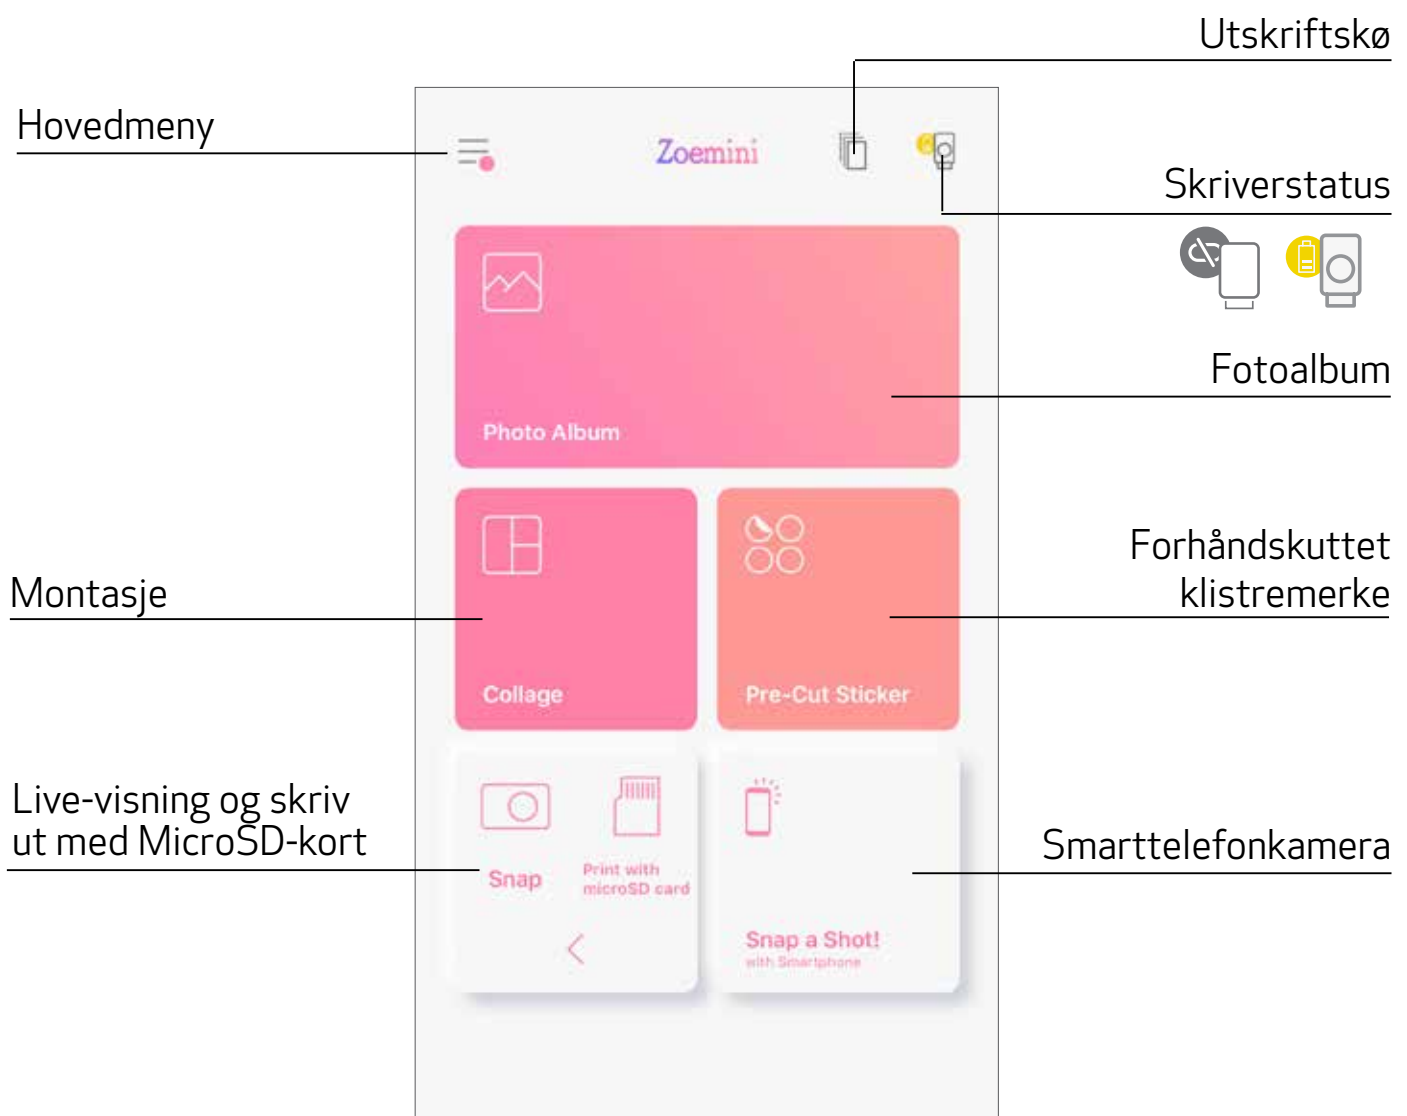 Utskriftskø
Hovedmeny
Zoemini
Skriverstatus
Fotoalbum
Photo Album
Forhåndskuttet
klistremerke
Montasje
Collage
Pre-Cut Sticker
Live-visning og skriv
ut med MicroSD-kort
Smarttelefonkamera
Snap
Print with
microSD card
Snap a Shot!
with Smartphone